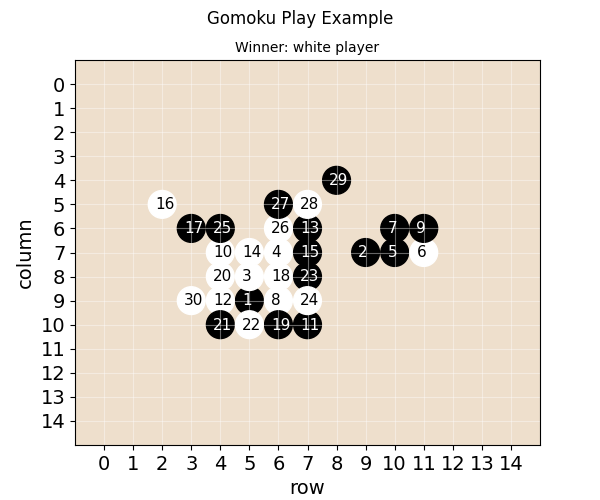 Gomoku Play Example
Winner: white player
0
1
2
3
4 29
5 16 27 28
6 17 25 26 13 7 9
7 10 14 4 15 2 5 6
8 20 3 18 23
9 30 12 1 8 24
10 21 22 19 11
11
12
13
14
column
0 1 2 3 4 5 6 7 8 9 10 11 12 13 14
row